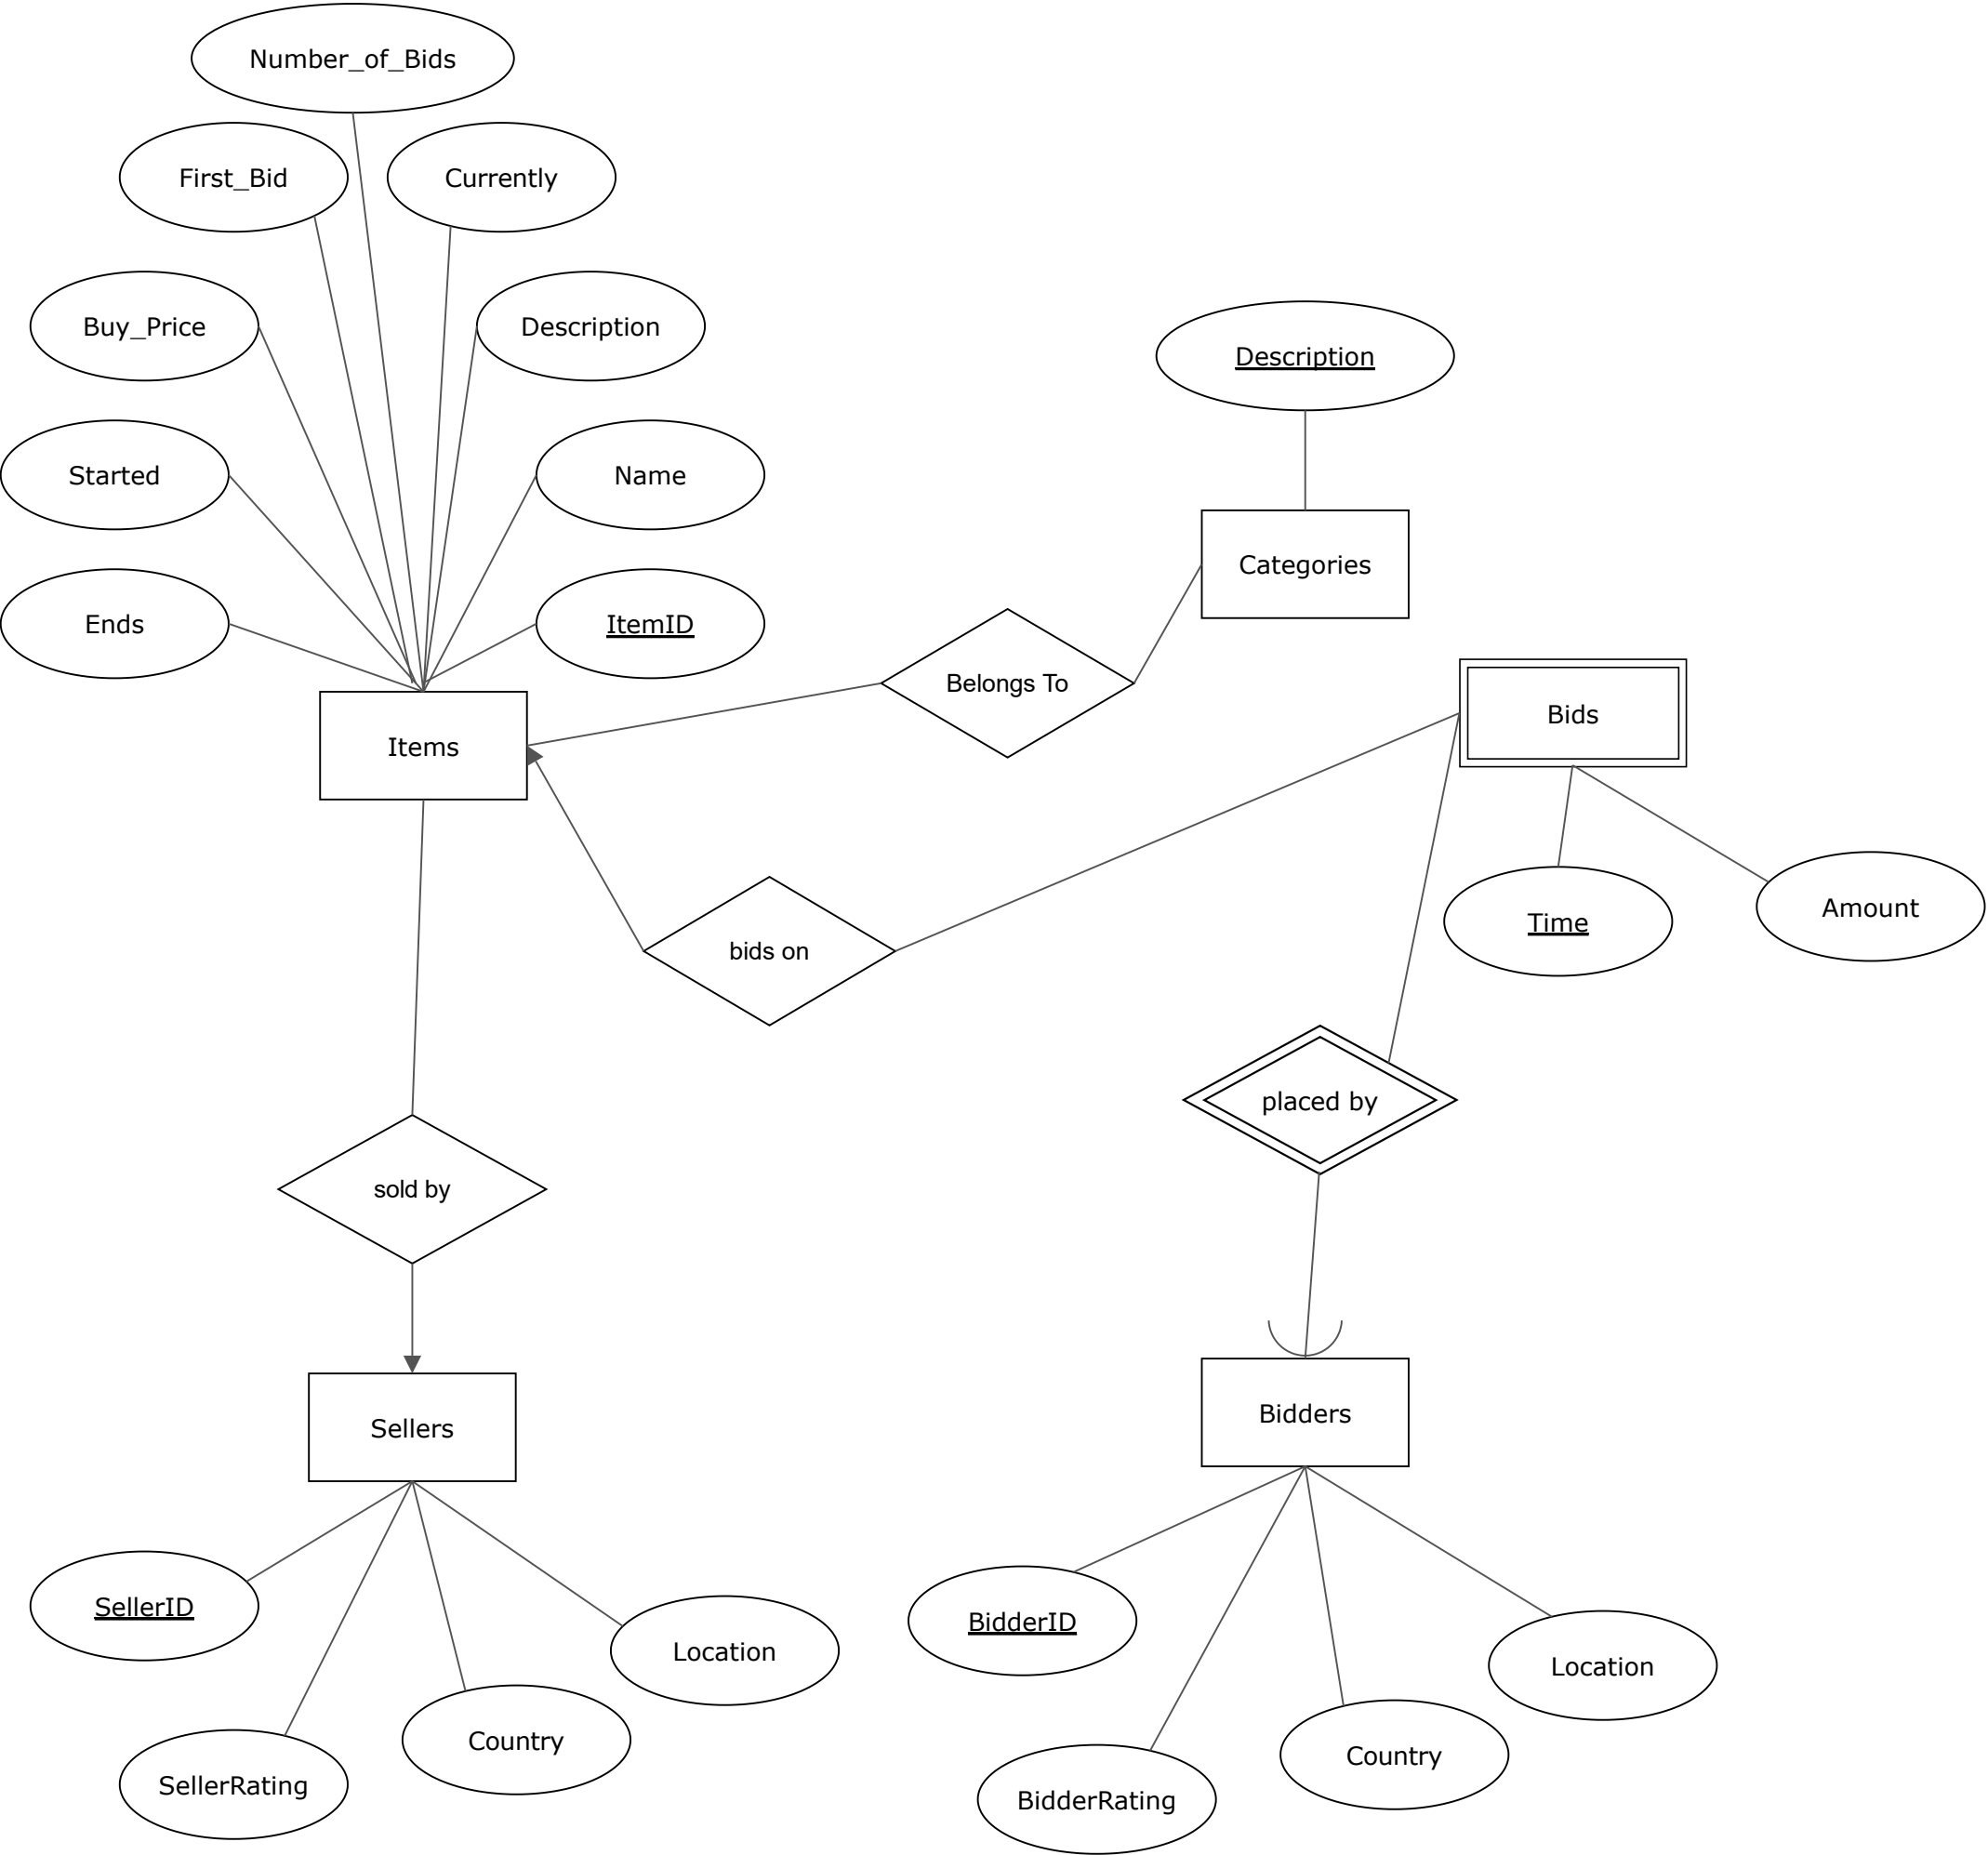 Number_of_Bids
First_Bid
Currently
Buy_Price
Description
Description
Started
Name
Categories
Ends
ItemID
Belongs To
Bids
Items
Time
Amount
bids on
placed by
sold by
Sellers
Bidders
SellerID
BidderID
Location
Location
Country
Country
SellerRating
BidderRating